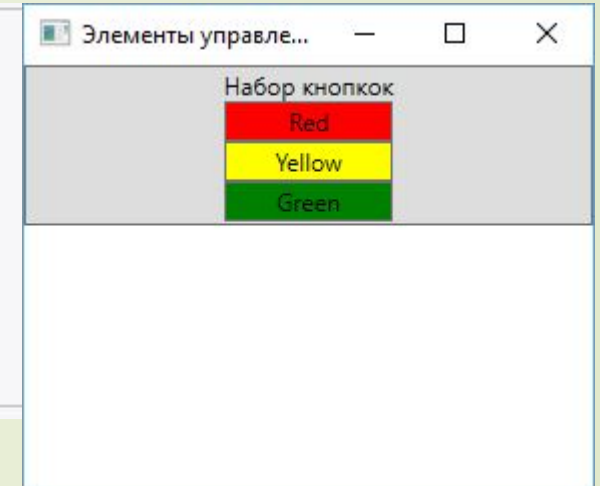 Элементы управле...
Набор кнопкок
Red
Yellow
Green